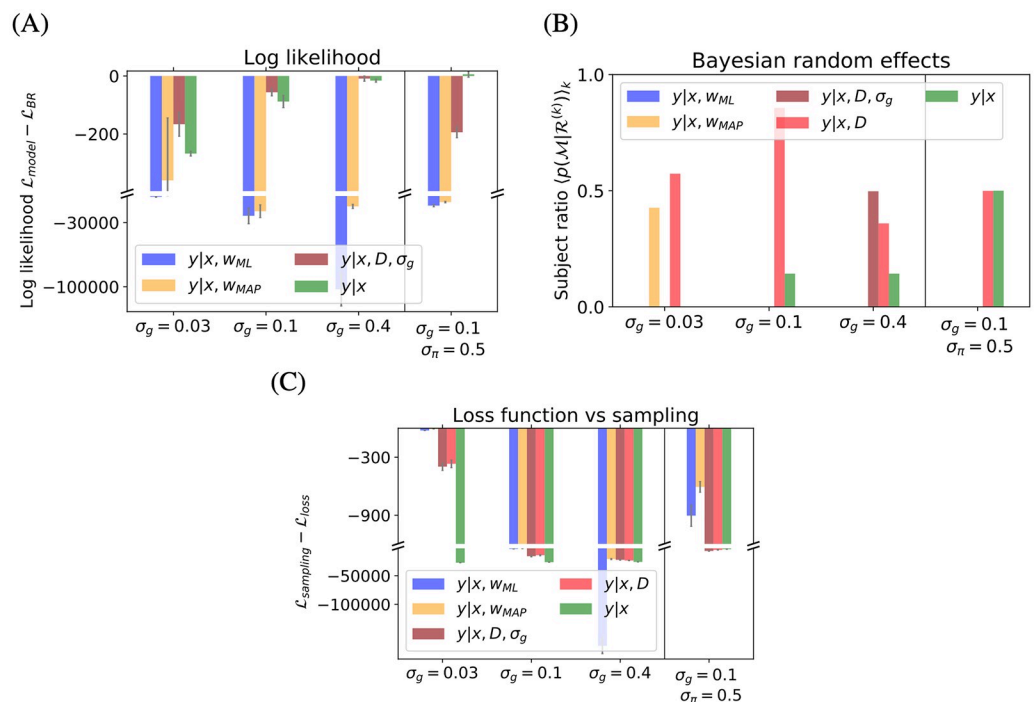 (A)
Log likelihood
Log likelihood ℒ_model − ℒ_BR
0
−200
−30000
−100000
y|x, w_ML
y|x, w_MAP
y|x, D, σ_g
y|x
σ_g = 0.03
σ_g = 0.1
σ_g = 0.4
σ_g = 0.1
σ_π = 0.5
(B)
Bayesian random effects
Subject ratio ⟨p(ℳ|ℛ^(k))⟩_k
1.0
0.5
0.0
y|x, w_ML
y|x, w_MAP
y|x, D, σ_g
y|x, D
y|x
σ_g = 0.03
σ_g = 0.1
σ_g = 0.4
σ_g = 0.1
σ_π = 0.5
(C)
Loss function vs sampling
ℒ_sampling − ℒ_loss
−300
−900
−50000
−100000
y|x, w_ML
y|x, w_MAP
y|x, D, σ_g
y|x, D
y|x
σ_g = 0.03
σ_g = 0.1
σ_g = 0.4
σ_g = 0.1
σ_π = 0.5